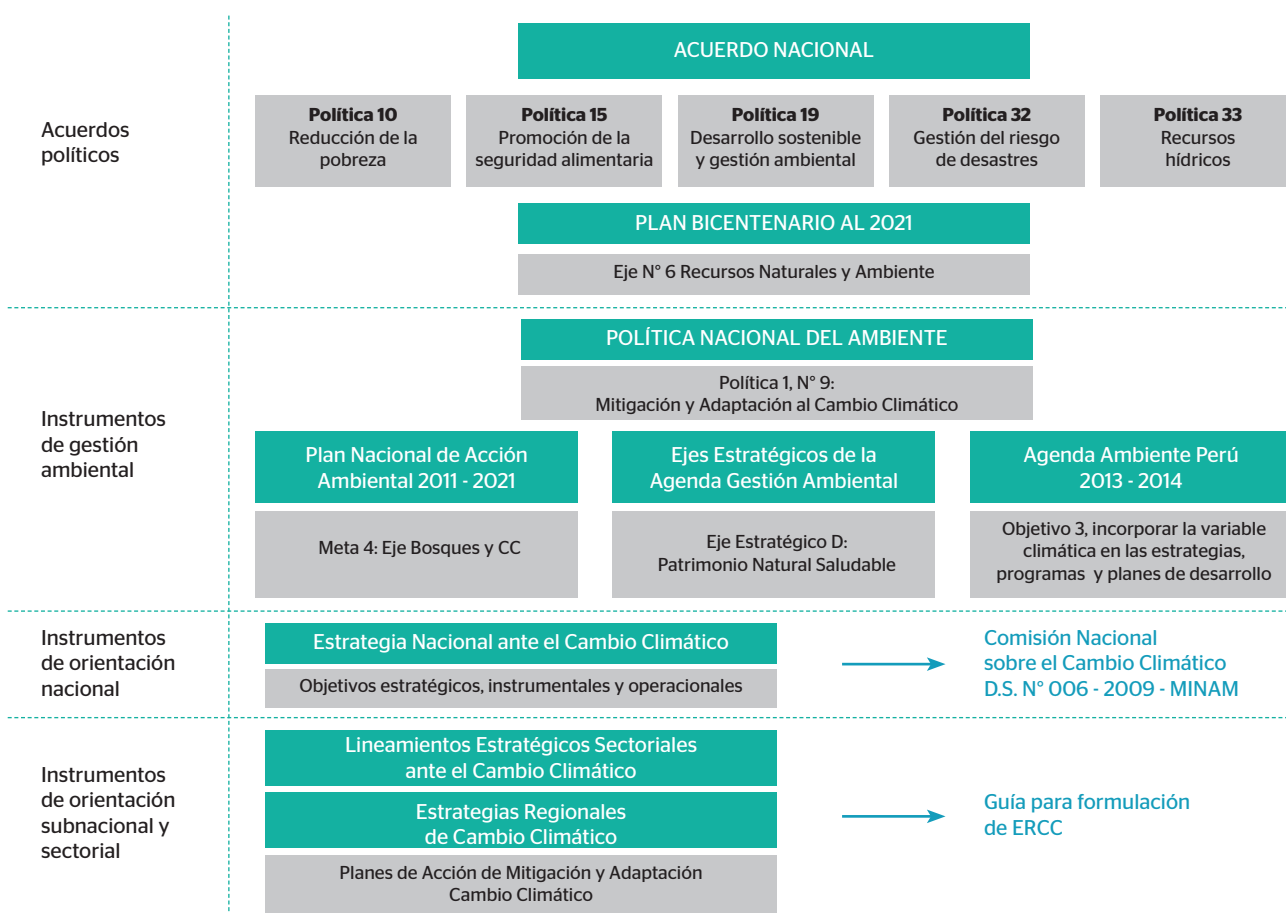 Acuerdos
políticos
ACUERDO NACIONAL
Política 10
Reducción de la
pobreza
Política 15
Promoción de la
seguridad alimentaria
Política 19
Desarrollo sostenible
y gestión ambiental
Política 32
Gestión del riesgo
de desastres
Política 33
Recursos
hídricos
PLAN BICENTENARIO AL 2021
Eje N° 6 Recursos Naturales y Ambiente
Instrumentos
de gestión
ambiental
POLÍTICA NACIONAL DEL AMBIENTE
Política 1, N° 9:
Mitigación y Adaptación al Cambio Climático
Plan Nacional de Acción
Ambiental 2011 - 2021
Meta 4: Eje Bosques y CC
Ejes Estratégicos de la
Agenda Gestión Ambiental
Eje Estratégico D:
Patrimonio Natural Saludable
Agenda Ambiente Perú
2013 - 2014
Objetivo 3, incorporar la variable
climática en las estrategias,
programas y planes de desarrollo
Instrumentos
de orientación
nacional
Estrategia Nacional ante el Cambio Climático
Objetivos estratégicos, instrumentales y operacionales
Comisión Nacional
sobre el Cambio Climático
D.S. N° 006 - 2009 - MINAM
Instrumentos
de orientación
subnacional y
sectorial
Lineamientos Estratégicos Sectoriales
ante el Cambio Climático
Estrategias Regionales
de Cambio Climático
Planes de Acción de Mitigación y Adaptación
Cambio Climático
Guía para formulación
de ERCC